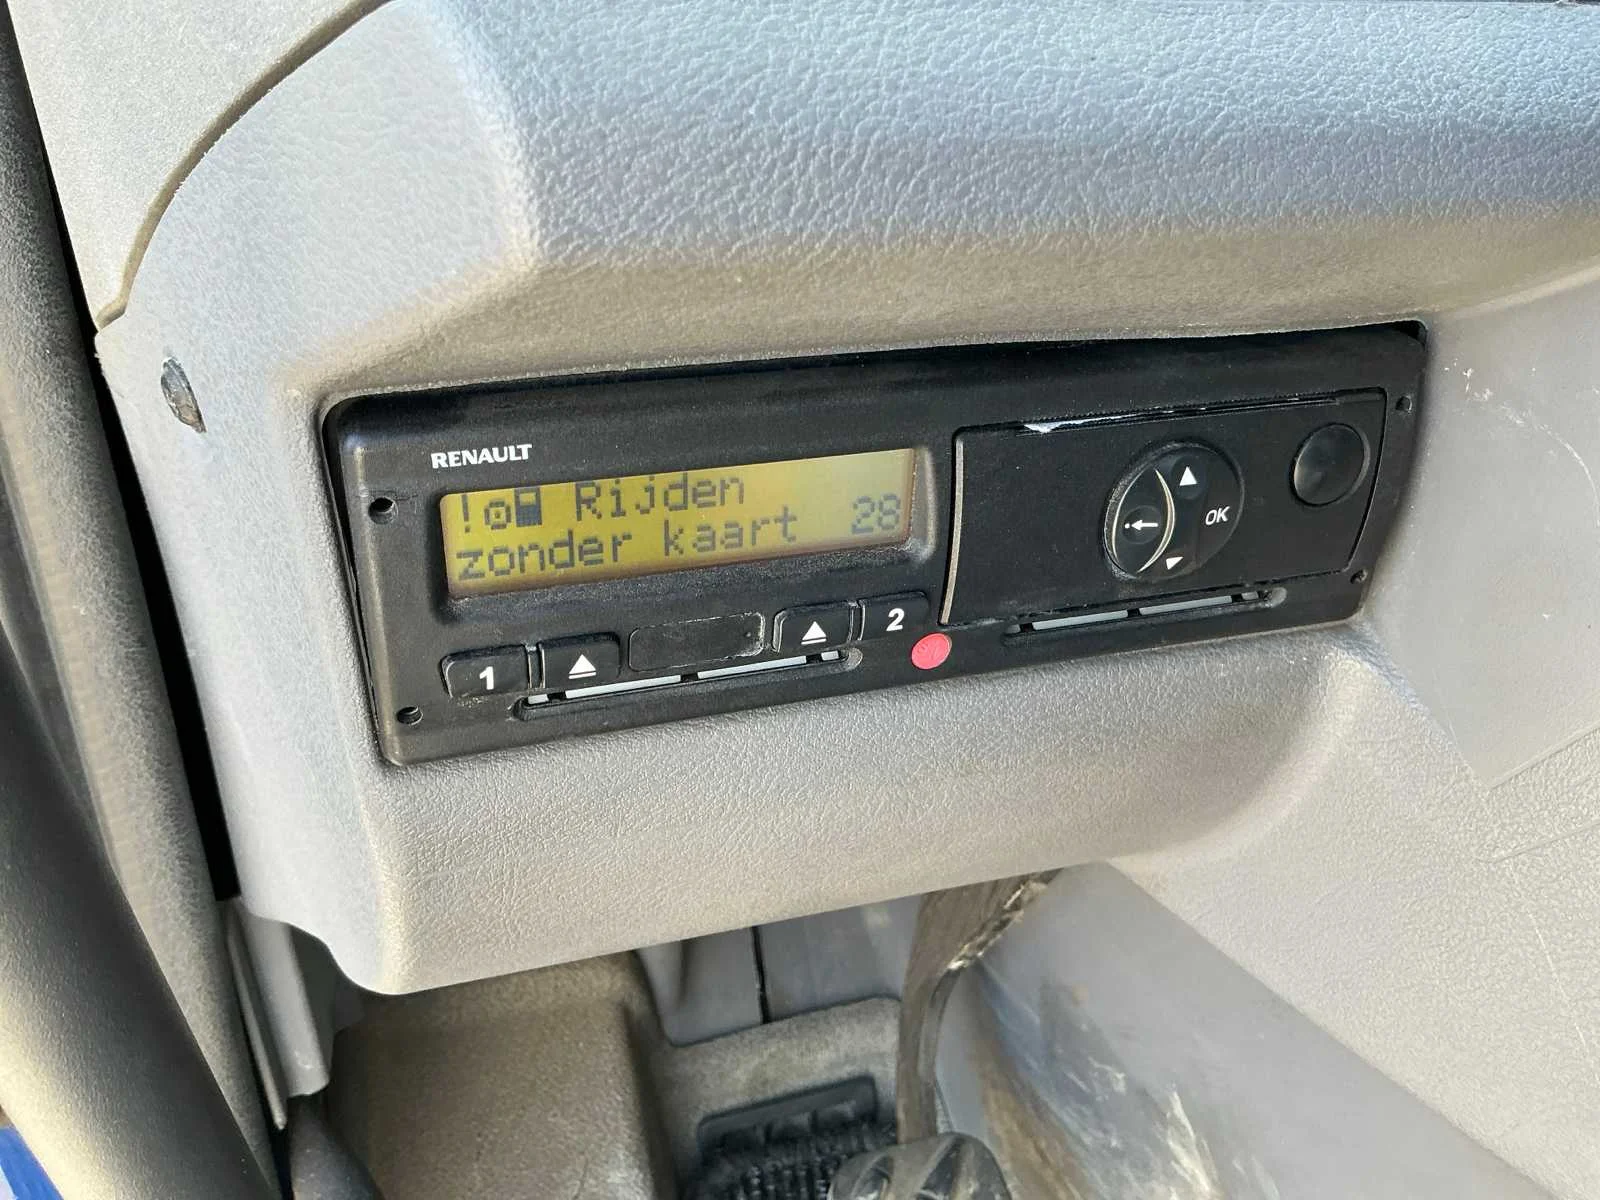 RENAULT
! Rijden
zonder kaart 28
1
2
OK